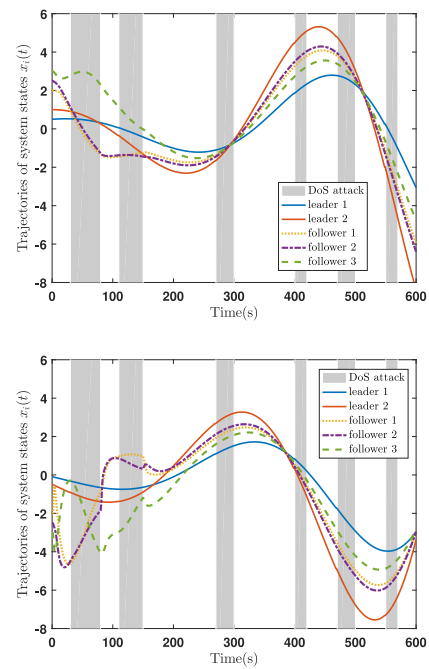 Trajectories of system states x_i(t)
6
4
2
0
-2
-4
-6
-8
DoS attack
leader 1
leader 2
follower 1
follower 2
follower 3
0 100 200 300 400 500 600
Time(s)
Trajectories of system states x_i(t)
6
4
2
0
-2
-4
-6
-8
DoS attack
leader 1
leader 2
follower 1
follower 2
follower 3
0 100 200 300 400 500 600
Time(s)